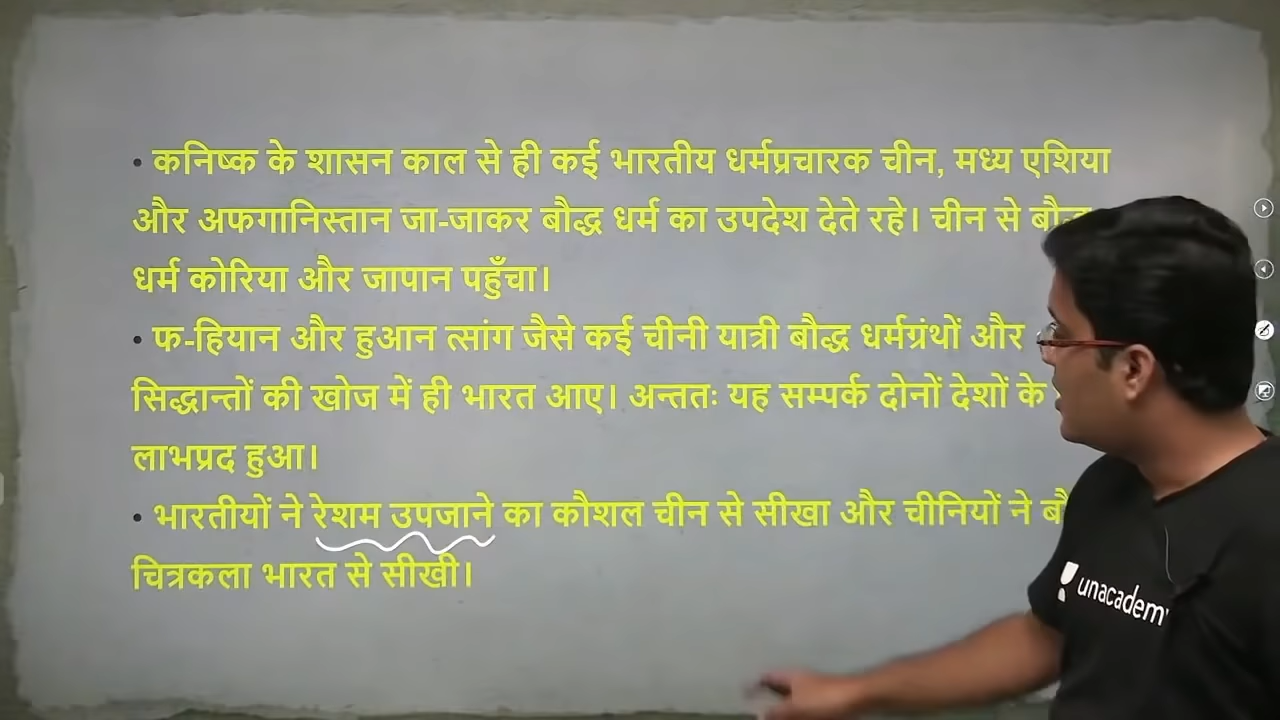 • कनिष्क के शासन काल से ही कई भारतीय धर्मप्रचारक चीन, मध्य एशिया
और अफगानिस्तान जा-जाकर बौद्ध धर्म का उपदेश देते रहे। चीन से बौद्ध
धर्म कोरिया और जापान पहुँचा।
• फ-हियान और हुआन त्सांग जैसे कई चीनी यात्री बौद्ध धर्मग्रंथों और
सिद्धान्तों की खोज में ही भारत आए। अन्ततः यह सम्पर्क दोनों देशों के
लाभप्रद हुआ।
• भारतीयों ने रेशम उपजाने का कौशल चीन से सीखा और चीनियों ने
चित्रकला भारत से सीखी।
unacademy